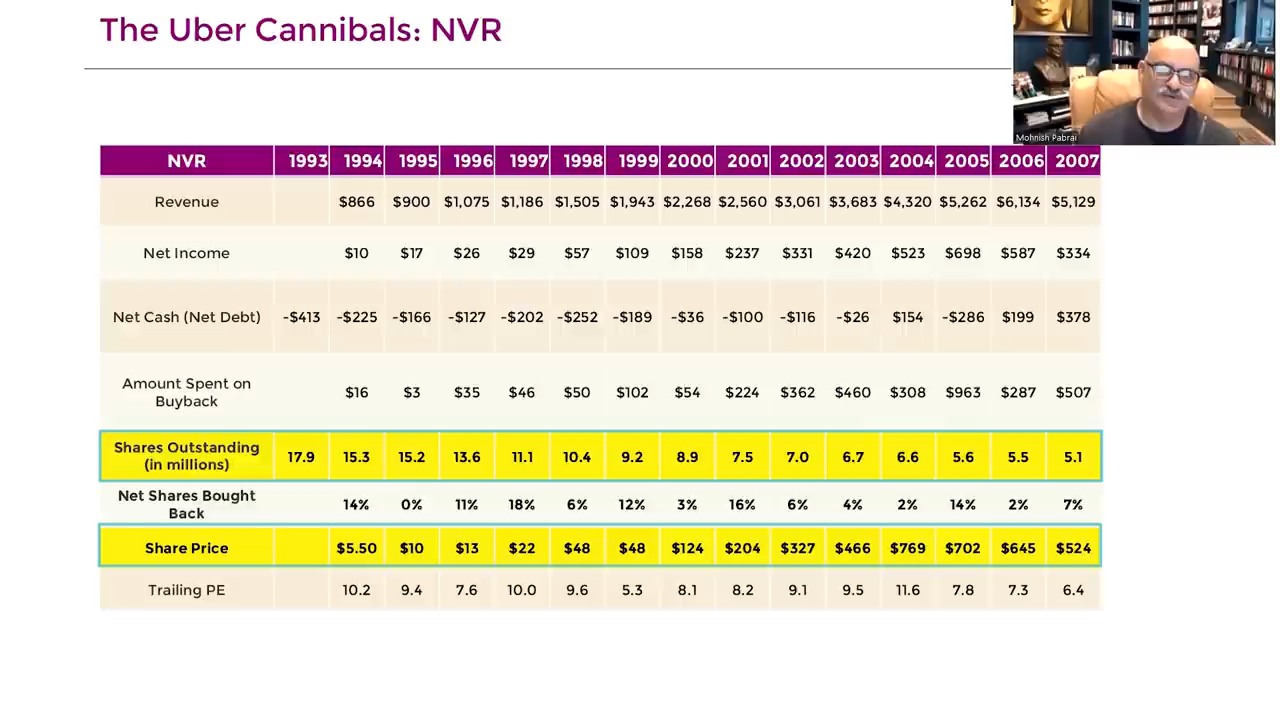 The Uber Cannibals: NVR
Mohnish Pabrai
NVR 1993 1994 1995 1996 1997 1998 1999 2000 2001 2002 2003 2004 2005 2006 2007
Revenue $866 $900 $1,075 $1,186 $1,505 $1,943 $2,268 $2,560 $3,061 $3,683 $4,320 $5,262 $6,134 $5,129
Net Income $10 $17 $26 $29 $57 $109 $158 $237 $331 $420 $523 $698 $587 $334
Net Cash (Net Debt) -$413 -$225 -$166 -$127 -$202 -$252 -$189 -$36 -$100 -$116 -$26 $154 -$286 $199 $378
Amount Spent on
Buyback $16 $3 $35 $46 $50 $102 $54 $224 $362 $460 $308 $963 $287 $507
Shares Outstanding
(in millions) 17.9 15.3 15.2 13.6 11.1 10.4 9.2 8.9 7.5 7.0 6.7 6.6 5.6 5.5 5.1
Net Shares Bought
Back 14% 0% 11% 18% 6% 12% 3% 16% 6% 4% 2% 14% 2% 7%
Share Price $5.50 $10 $13 $22 $48 $48 $124 $204 $327 $466 $769 $702 $645 $524
Trailing PE 10.2 9.4 7.6 10.0 9.6 5.3 8.1 8.2 9.1 9.5 11.6 7.8 7.3 6.4